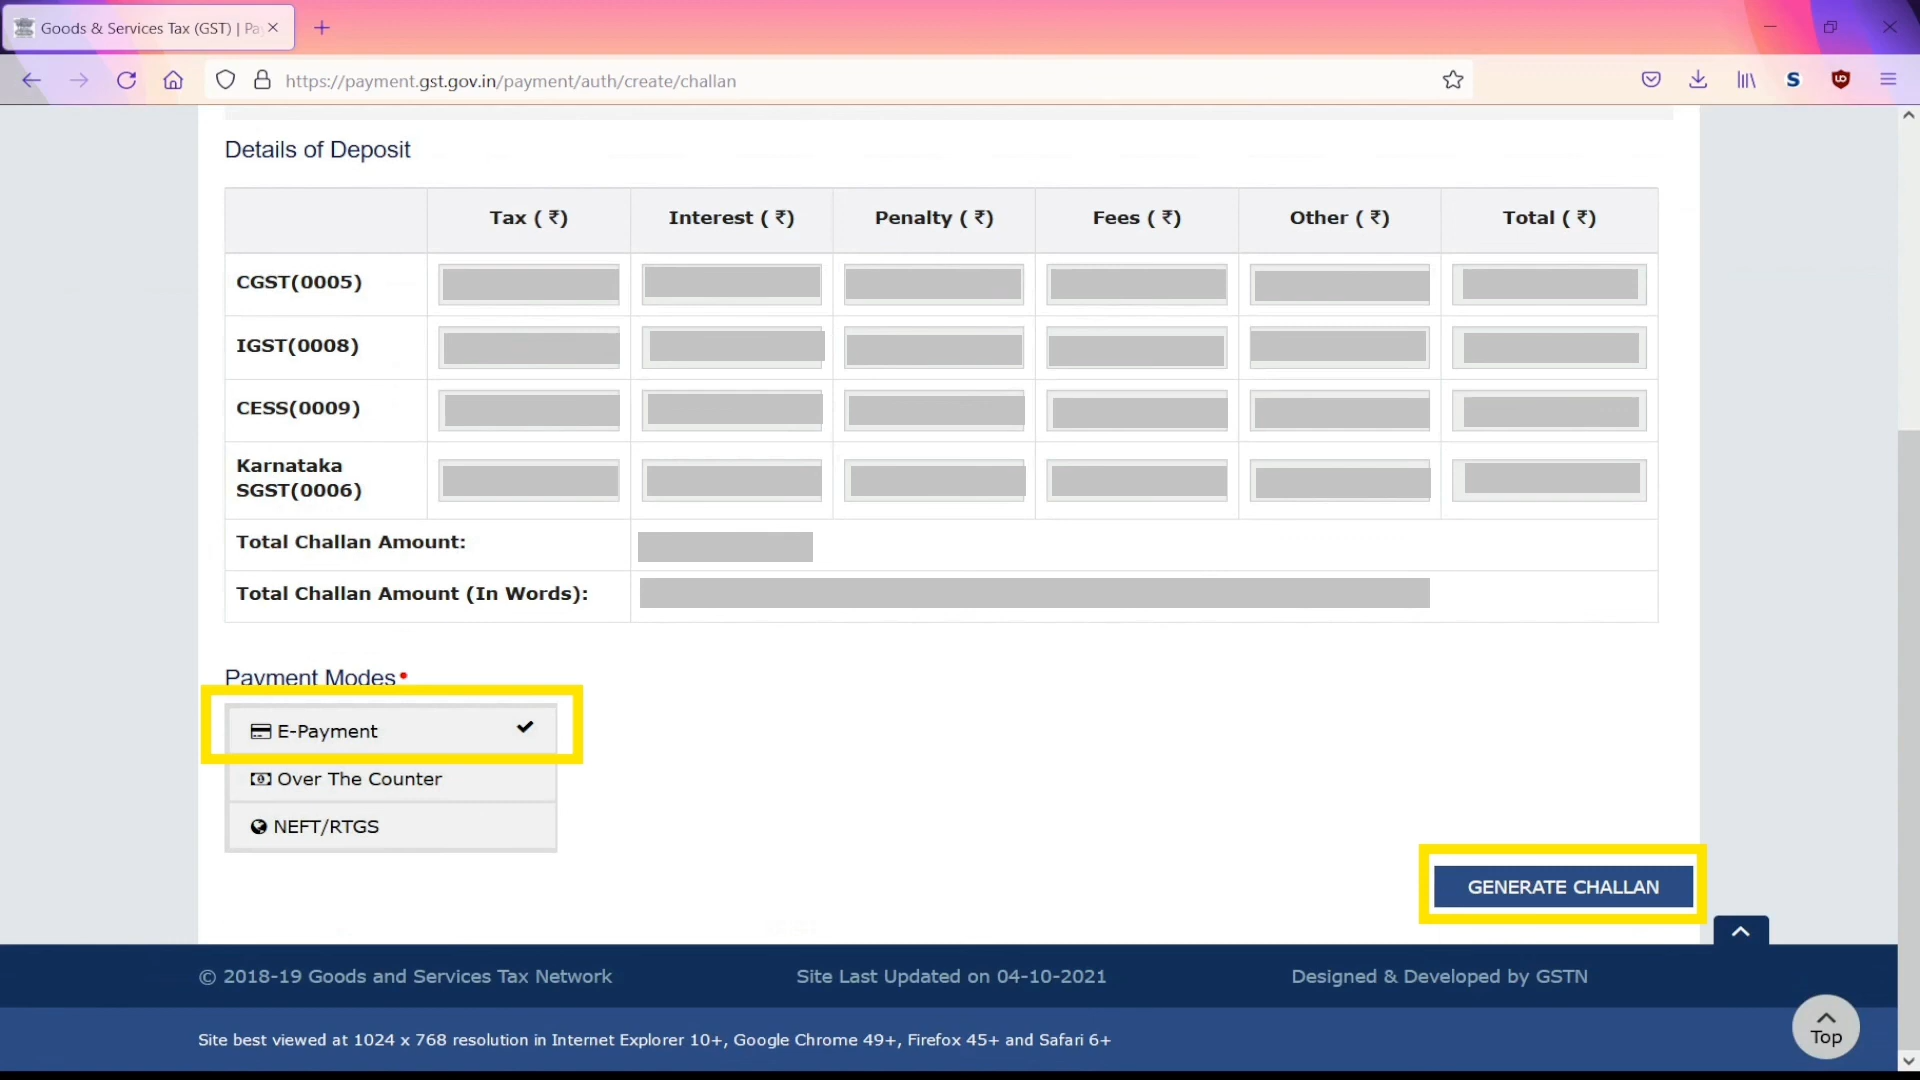 Goods & Services Tax (GST) | Pay
https://payment.gst.gov.in/payment/auth/create/challan
Details of Deposit
Tax ( ₹) Interest ( ₹) Penalty ( ₹) Fees ( ₹) Other ( ₹) Total ( ₹)
CGST(0005)
IGST(0008)
CESS(0009)
Karnataka
SGST(0006)
Total Challan Amount:
Total Challan Amount (In Words):
Payment Modes•
E-Payment
Over The Counter
NEFT/RTGS
GENERATE CHALLAN
© 2018-19 Goods and Services Tax Network Site Last Updated on 04-10-2021 Designed & Developed by GSTN
Top
Site best viewed at 1024 x 768 resolution in Internet Explorer 10+, Google Chrome 49+, Firefox 45+ and Safari 6+